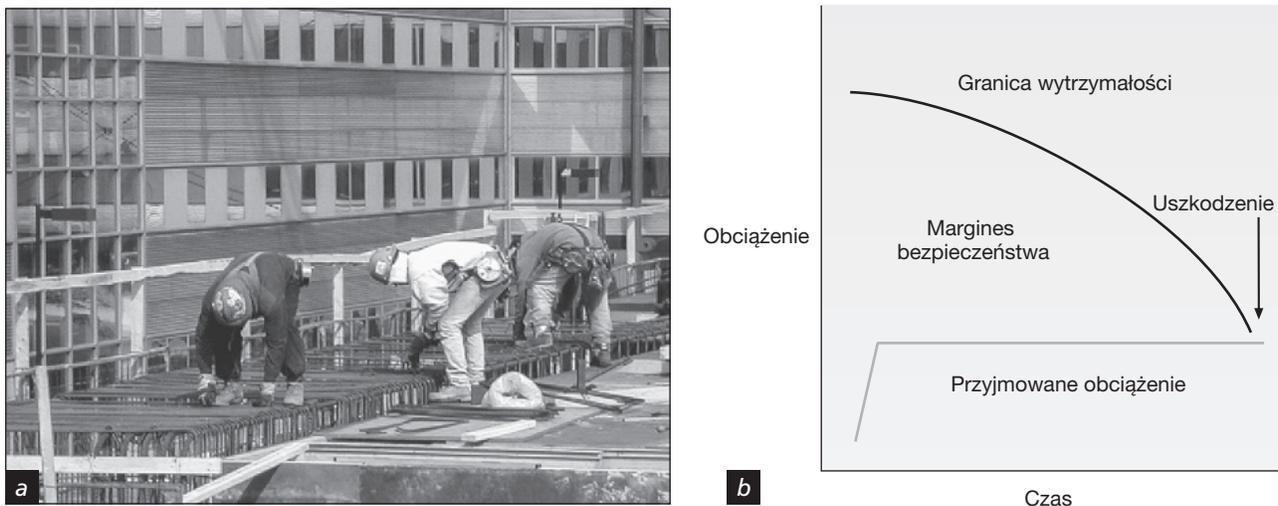 a
Obciążenie
Granica wytrzymałości
Margines
bezpieczeństwa
Uszkodzenie
Przyjmowane obciążenie
b
Czas